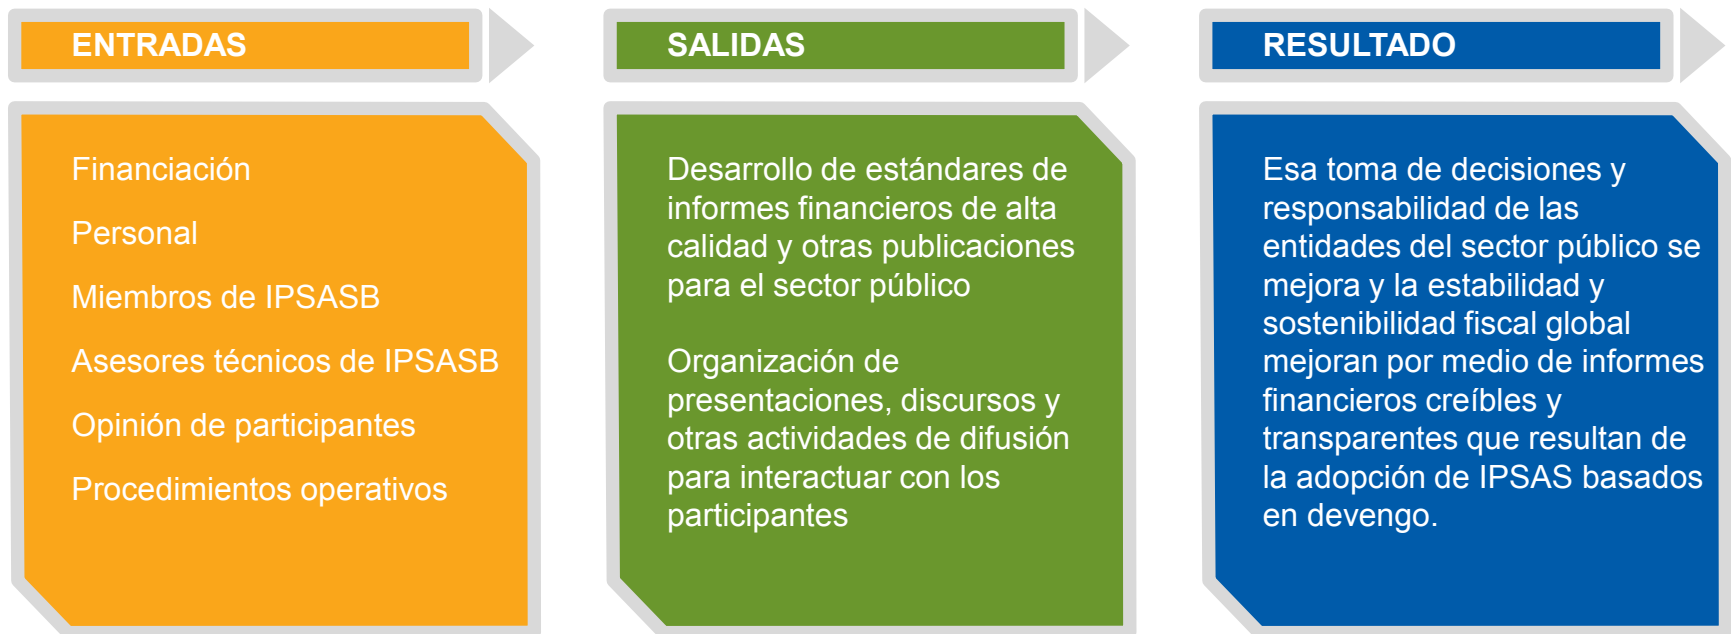 ENTRADAS
Financiación
Personal
Miembros de IPSASB
Asesores técnicos de IPSASB
Opinión de participantes
Procedimientos operativos
SALIDAS
Desarrollo de estándares de
informes financieros de alta
calidad y otras publicaciones
para el sector público
Organización de
presentaciones, discursos y
otras actividades de difusión
para interactuar con los
participantes
RESULTADO
Esa toma de decisiones y
responsabilidad de las
entidades del sector público se
mejora y la estabilidad y
sostenibilidad fiscal global
mejoran por medio de informes
financieros creíbles y
transparentes que resultan de
la adopción de IPSAS basados
en devengo.